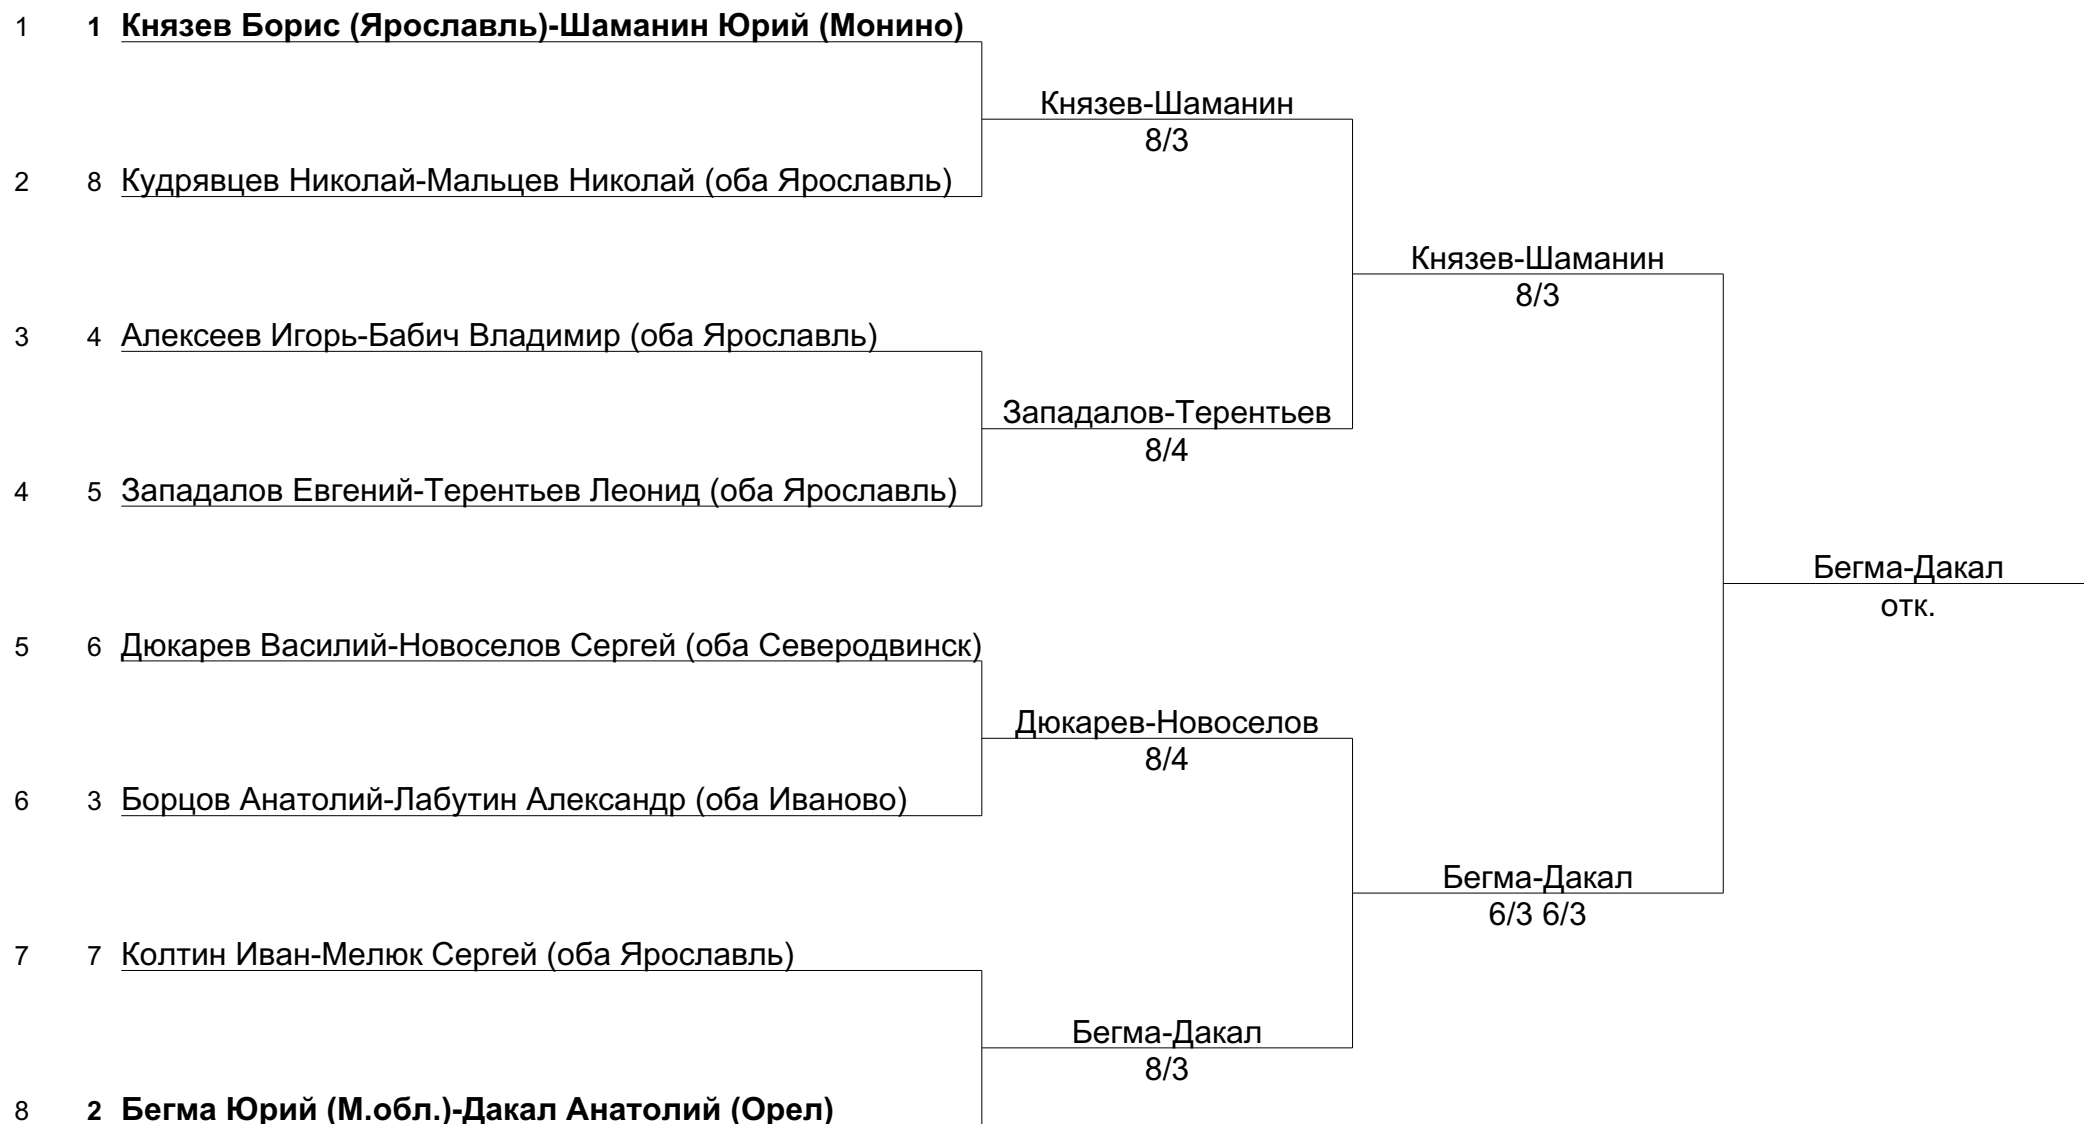 1 1 Князев Борис (Ярославль)-Шаманин Юрий (Монино)
Князев-Шаманин
8/3
2 8 Кудрявцев Николай-Мальцев Николай (оба Ярославль)
Князев-Шаманин
8/3
3 4 Алексеев Игорь-Бабич Владимир (оба Ярославль)
Западалов-Терентьев
8/4
4 5 Западалов Евгений-Терентьев Леонид (оба Ярославль)
Бегма-Дакал
отк.
5 6 Дюкарев Василий-Новоселов Сергей (оба Северодвинск)
Дюкарев-Новоселов
8/4
6 3 Борцов Анатолий-Лабутин Александр (оба Иваново)
Бегма-Дакал
6/3 6/3
7 7 Колтин Иван-Мелюк Сергей (оба Ярославль)
Бегма-Дакал
8/3
8 2 Бегма Юрий (М.обл.)-Дакал Анатолий (Орел)